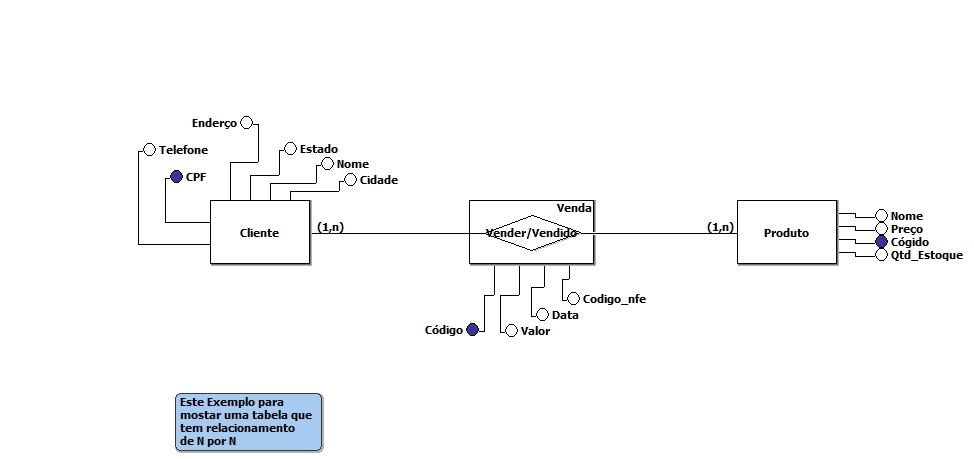 Enderço
Telefone
Estado
Nome
CPF
Cidade
Cliente
(1,n)
Venda
Vender/Vendido
(1,n)
Produto
Nome
Preço
Cógido
Qtd_Estoque
Codigo_nfe
Data
Código
Valor
Este Exemplo para
mostar uma tabela que
tem relacionamento
de N por N